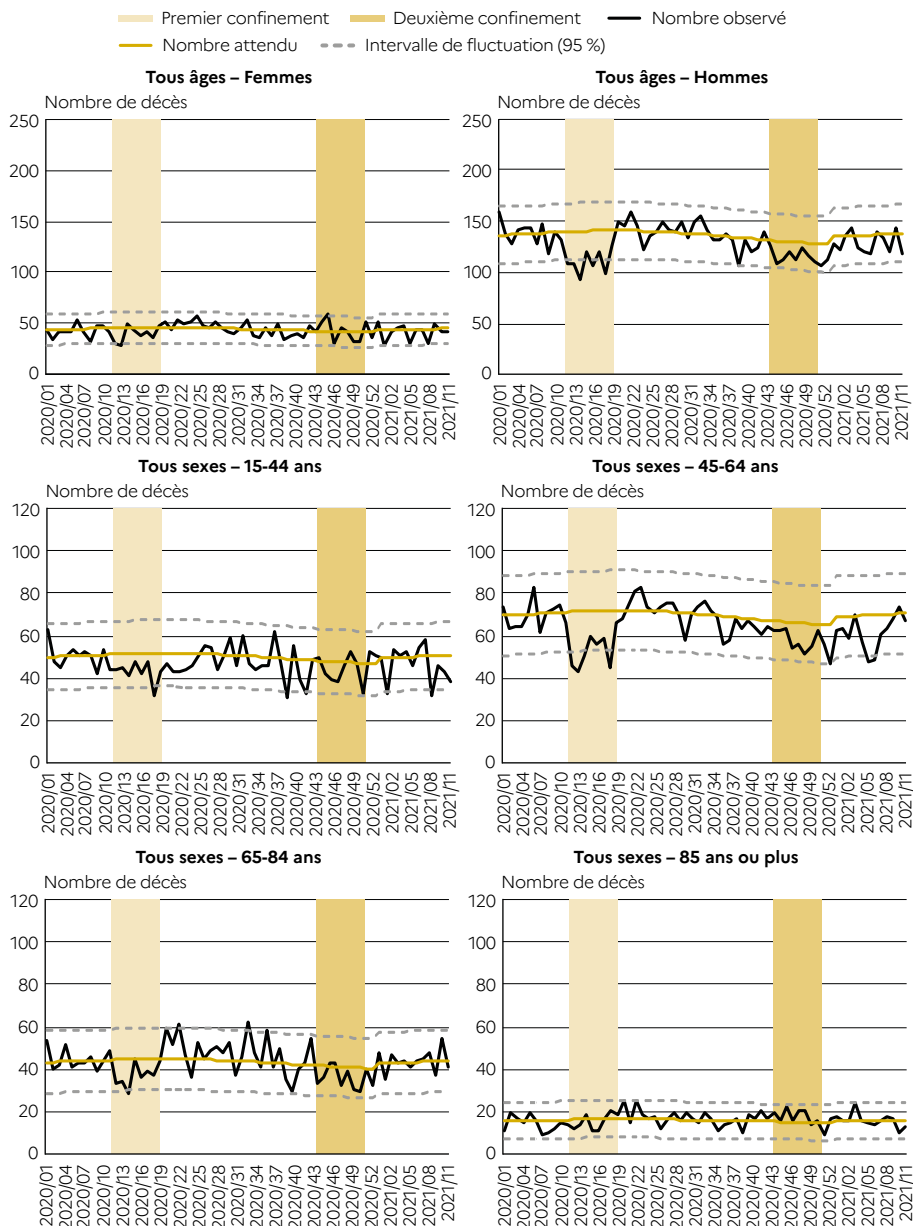 Premier confinement Deuxième confinement Nombre observé
Nombre attendu Intervalle de fluctuation (95 %)
Tous âges – Femmes
Nombre de décès
250
200
150
100
50
0
2020/01 2020/04 2020/07 2020/10 2020/13 2020/16 2020/19 2020/22 2020/25 2020/28 2020/31 2020/34 2020/37 2020/40 2020/43 2020/46 2020/49 2020/52 2021/02 2021/05 2021/08 2021/11
Tous âges – Hommes
Nombre de décès
250
200
150
100
50
0
2020/01 2020/04 2020/07 2020/10 2020/13 2020/16 2020/19 2020/22 2020/25 2020/28 2020/31 2020/34 2020/37 2020/40 2020/43 2020/46 2020/49 2020/52 2021/02 2021/05 2021/08 2021/11
Tous sexes – 15-44 ans
Nombre de décès
120
100
80
60
40
20
0
2020/01 2020/04 2020/07 2020/10 2020/13 2020/16 2020/19 2020/22 2020/25 2020/28 2020/31 2020/34 2020/37 2020/40 2020/43 2020/46 2020/49 2020/52 2021/02 2021/05 2021/08 2021/11
Tous sexes – 45-64 ans
Nombre de décès
120
100
80
60
40
20
0
2020/01 2020/04 2020/07 2020/10 2020/13 2020/16 2020/19 2020/22 2020/25 2020/28 2020/31 2020/34 2020/37 2020/40 2020/43 2020/46 2020/49 2020/52 2021/02 2021/05 2021/08 2021/11
Tous sexes – 65-84 ans
Nombre de décès
120
100
80
60
40
20
0
2020/01 2020/04 2020/07 2020/10 2020/13 2020/16 2020/19 2020/22 2020/25 2020/28 2020/31 2020/34 2020/37 2020/40 2020/43 2020/46 2020/49 2020/52 2021/02 2021/05 2021/08 2021/11
Tous sexes – 85 ans ou plus
Nombre de décès
120
100
80
60
40
20
0
2020/01 2020/04 2020/07 2020/10 2020/13 2020/16 2020/19 2020/22 2020/25 2020/28 2020/31 2020/34 2020/37 2020/40 2020/43 2020/46 2020/49 2020/52 2021/02 2021/05 2021/08 2021/11